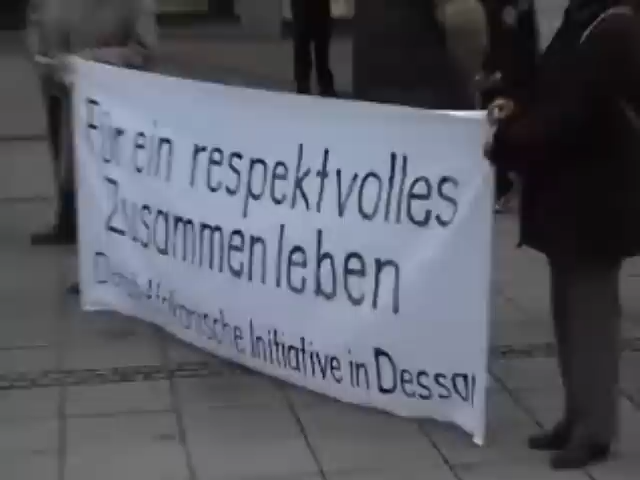 Für ein respektvolles
Zusammenleben
Initiative in Dessau